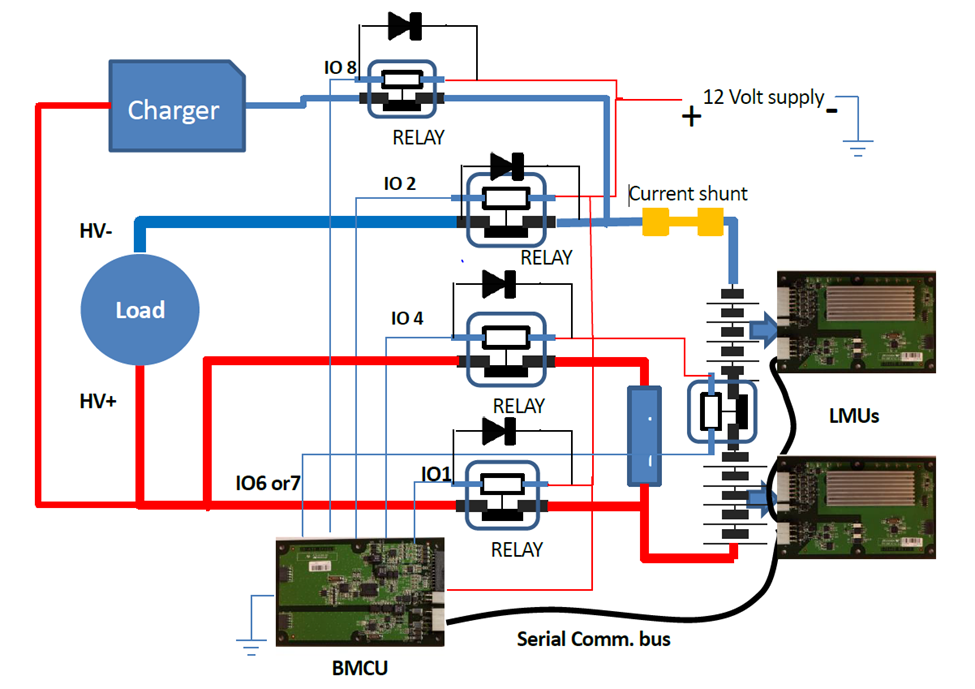 IO 8
Charger
12 Volt supply
+
-
RELAY
IO 2
Current shunt
HV-
RELAY
Load
IO 4
HV+
RELAY
LMUs
IO6 or7
IO1
RELAY
Serial Comm. bus
BMCU